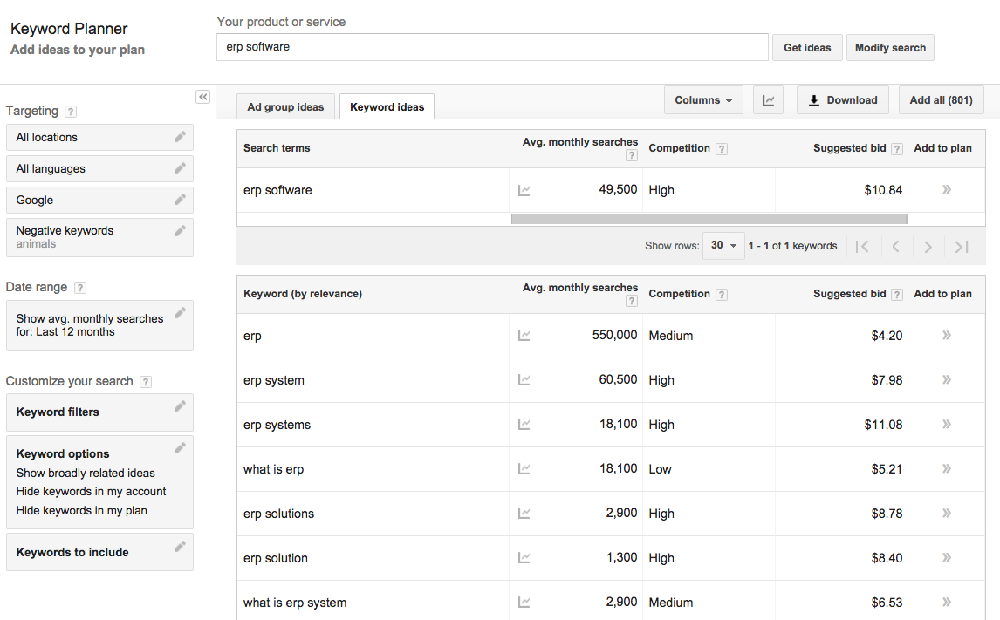 Keyword Planner
Add ideas to your plan
Your product or service
erp software
Get ideas
Modify search
«
Targeting ?
All locations
All languages
Google
Negative keywords
animals
Date range ?
Show avg. monthly searches
for: Last 12 months
Customize your search ?
Keyword filters
Keyword options
Show broadly related ideas
Hide keywords in my account
Hide keywords in my plan
Keywords to include
Ad group ideas
Keyword ideas
Columns
Download
Add all (801)
Search terms Avg. monthly searches ? Competition ? Suggested bid ? Add to plan
erp software 49,500 High $10.84 »
Show rows: 30 1 - 1 of 1 keywords
Keyword (by relevance) Avg. monthly searches ? Competition ? Suggested bid ? Add to plan
erp 550,000 Medium $4.20 »
erp system 60,500 High $7.98 »
erp systems 18,100 High $11.08 »
what is erp 18,100 Low $5.21 »
erp solutions 2,900 High $8.78 »
erp solution 1,300 High $8.40 »
what is erp system 2,900 Medium $6.53 »